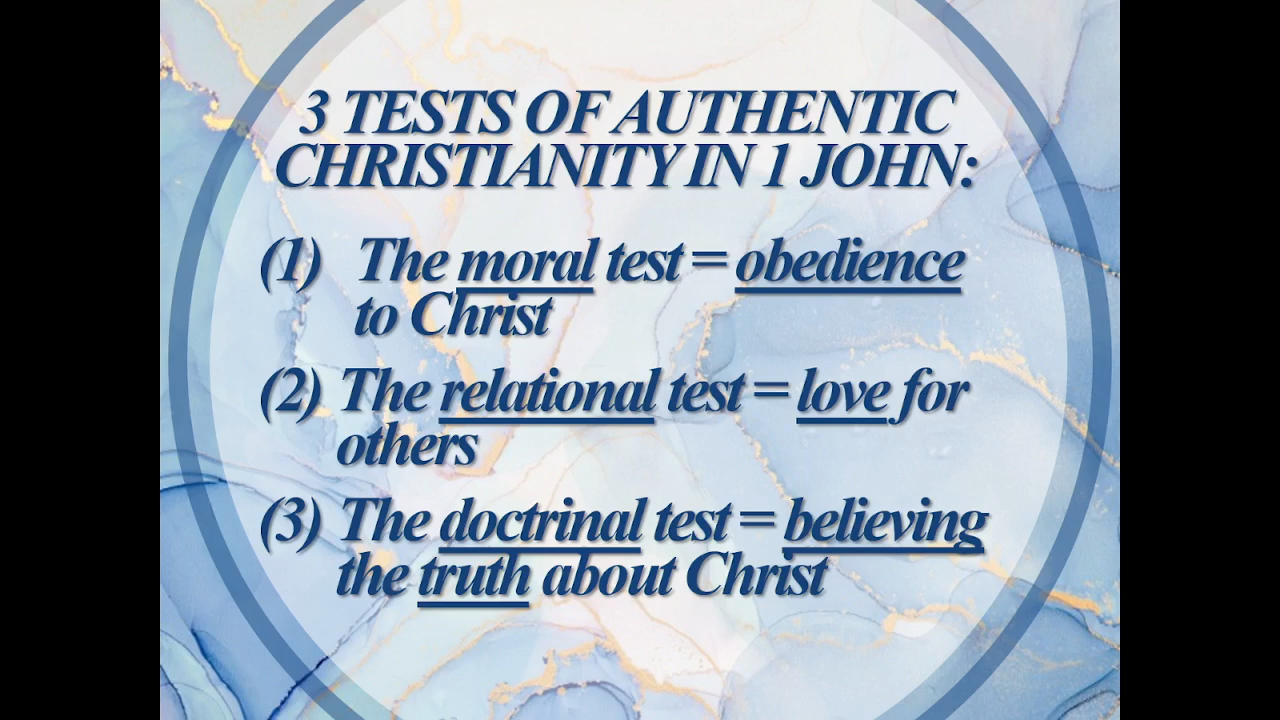 3 TESTS OF AUTHENTIC
CHRISTIANITY IN 1 JOHN:
(1) The moral test = obedience
to Christ
(2) The relational test = love for
others
(3) The doctrinal test = believing
the truth about Christ